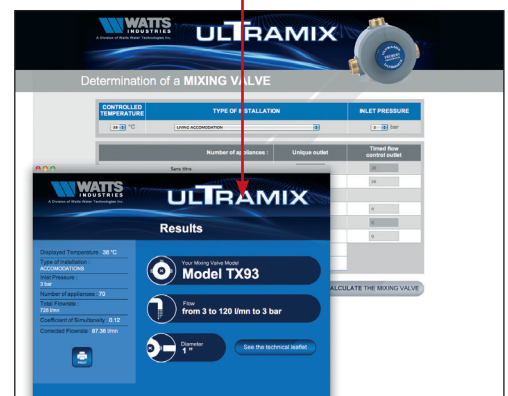 WATTS
INDUSTRIES
A Division of Watts Water Technologies Inc.
ULTRAMIX
Determination of a MIXING VALVE
CONTROLLED TEMPERATURE
TYPE OF INSTALLATION
INLET PRESSURE
38 °C
LIVING ACCOMODATION
3 bar
Number of appliances :
Unique outlet
Timed flow control outlet
Sans titre
WATTS
INDUSTRIES
A Division of Watts Water Technologies Inc.
ULTRAMIX
Results
Displayed Temperature : 38 °C
Type of installation :
ACCOMODATIONS
Inlet Pressure :
3 bar
Number of appliances : 70
Total Flowrate :
728 l/mn
Coefficient of Simultaneity : 0.12
Corrected Flowrate : 87.36 l/mn
PRINT
Your Mixing Valve Model
Model TX93
Flow
from 3 to 120 l/mn to 3 bar
Diameter
1 "
See the technical leaflet
CALCULATE THE MIXING VALVE